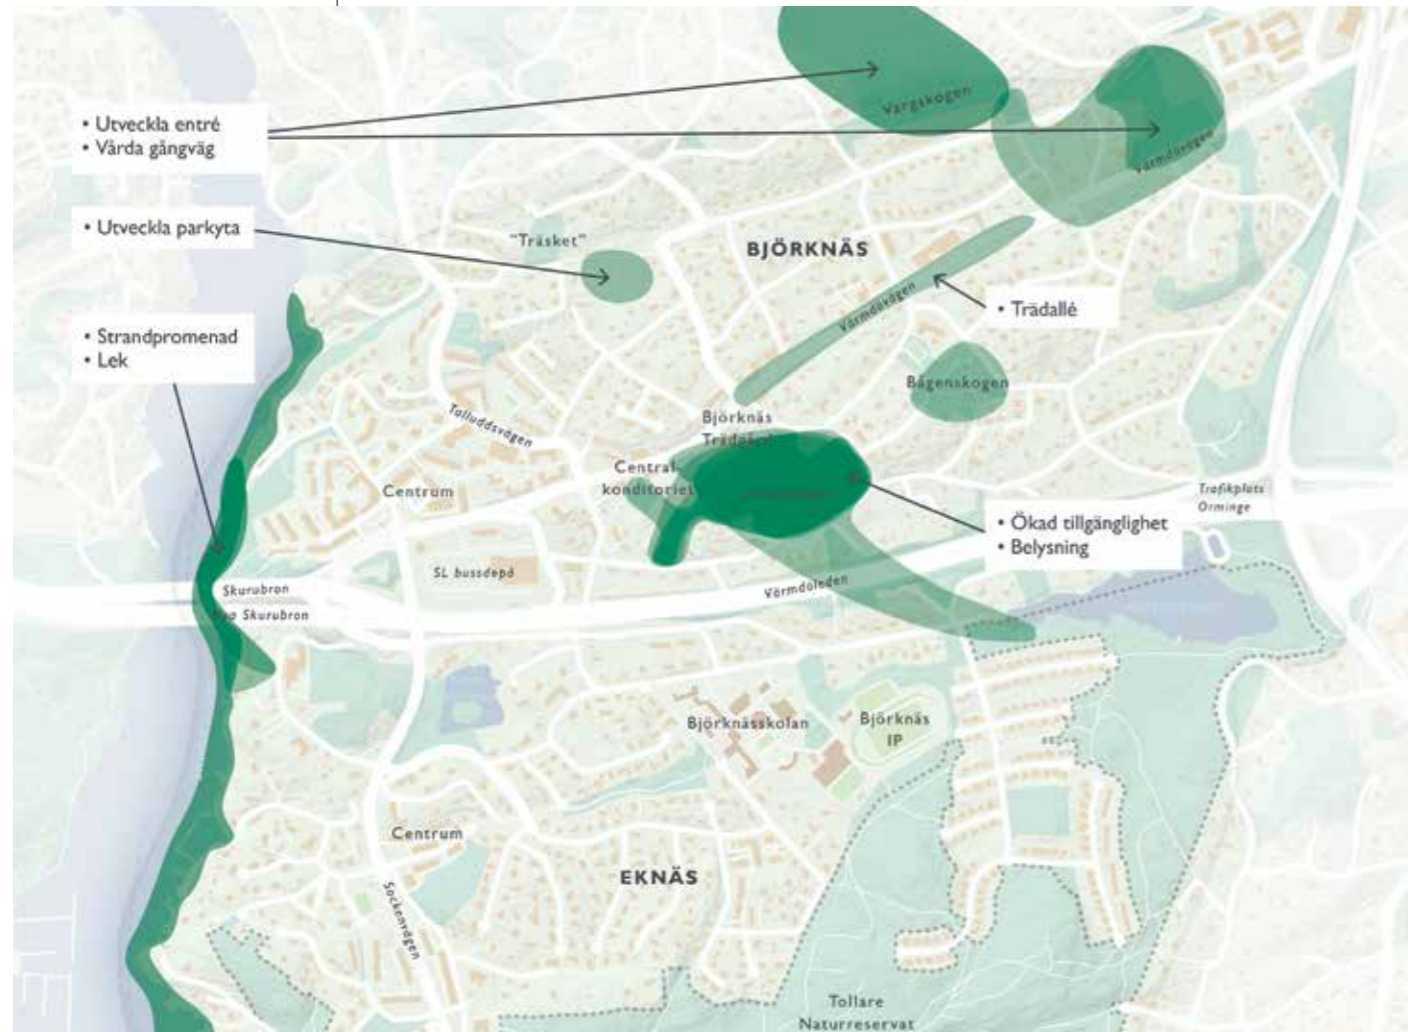 Vargskogen
• Utveckla entré
• Vårda gångväg
Värmdövägen
• Utveckla parkyta
"Träsket"
BJÖRKNÄS
Värmdövägen
• Trädallé
• Strandpromenad
• Lek
Bågenskogen
Talluddsvägen
Björknäs
Centrum
Central-
konditoriet
Trafikplats
Orminge
• Ökad tillgänglighet
• Belysning
SL bussdepå
Skurubron
Skurubron
Värmdöleden
Björknässkolan
Björknäs
IP
Centrum
EKNÄS
Sockenvägen
Tollare
Naturreservat